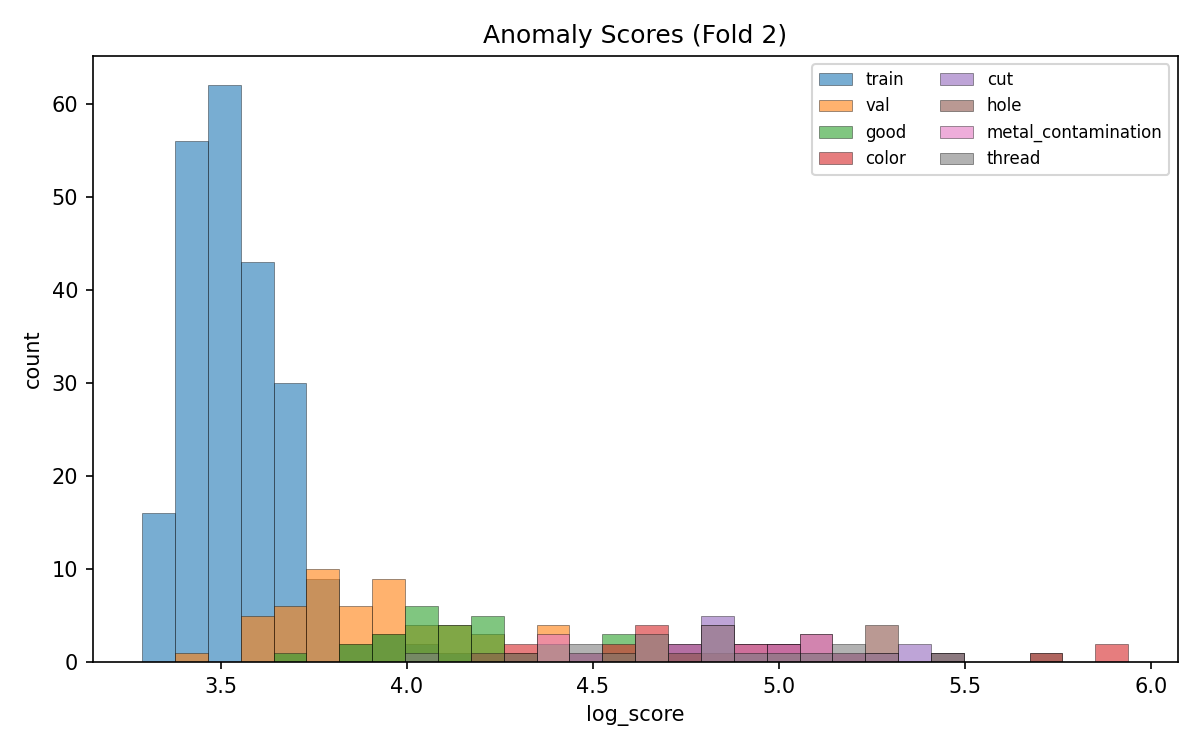 Anomaly Scores (Fold 2)
train
val
good
color
cut
hole
metal_contamination
thread
count
60
50
40
30
20
10
0
3.5
4.0
4.5
5.0
5.5
6.0
log_score